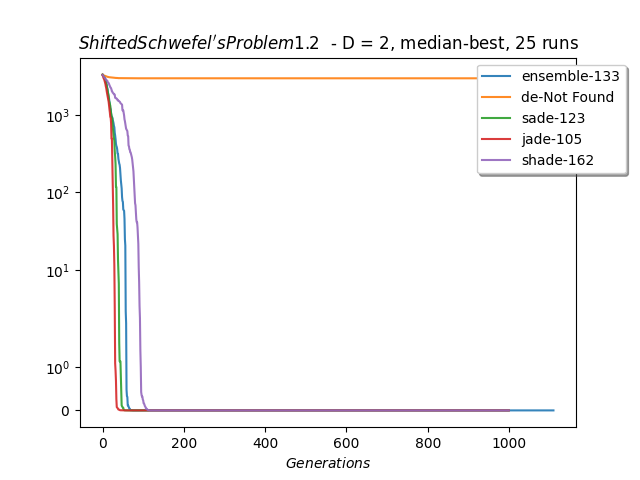 ShiftedSchwefel'sProblem1.2 - D = 2, median-best, 25 runs
ensemble-133
de-Not Found
sade-123
jade-105
shade-162
10³
10²
10¹
10⁰
0
0 200 400 600 800 1000
Generations